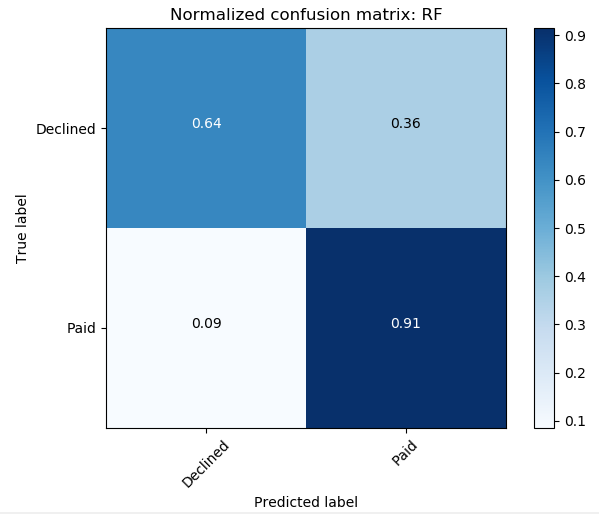 Normalized confusion matrix: RF
True label
Declined
0.64
0.36
Paid
0.09
0.91
Declined
Paid
Predicted label
0.9
0.8
0.7
0.6
0.5
0.4
0.3
0.2
0.1